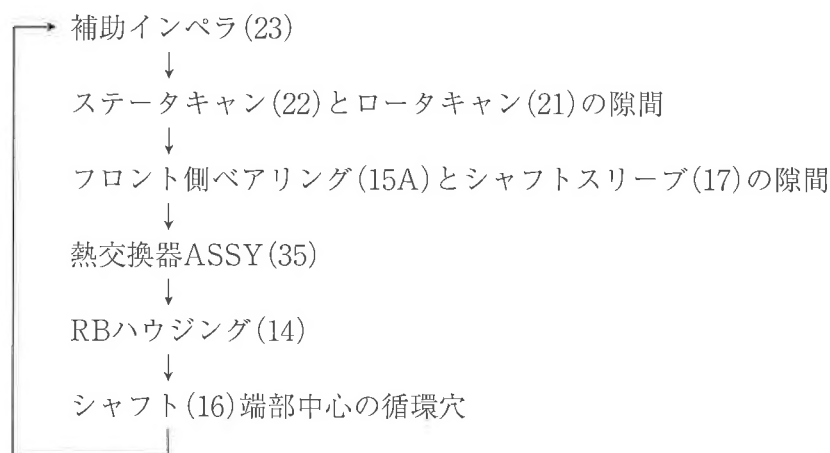 補助インペラ(23)
ステータキャン(22)とロータキャン(21)の隙間
フロント側ベアリング(15A)とシャフトスリーブ(17)の隙間
熱交換器ASSY(35)
RBハウジング(14)
シャフト(16)端部中心の循環穴